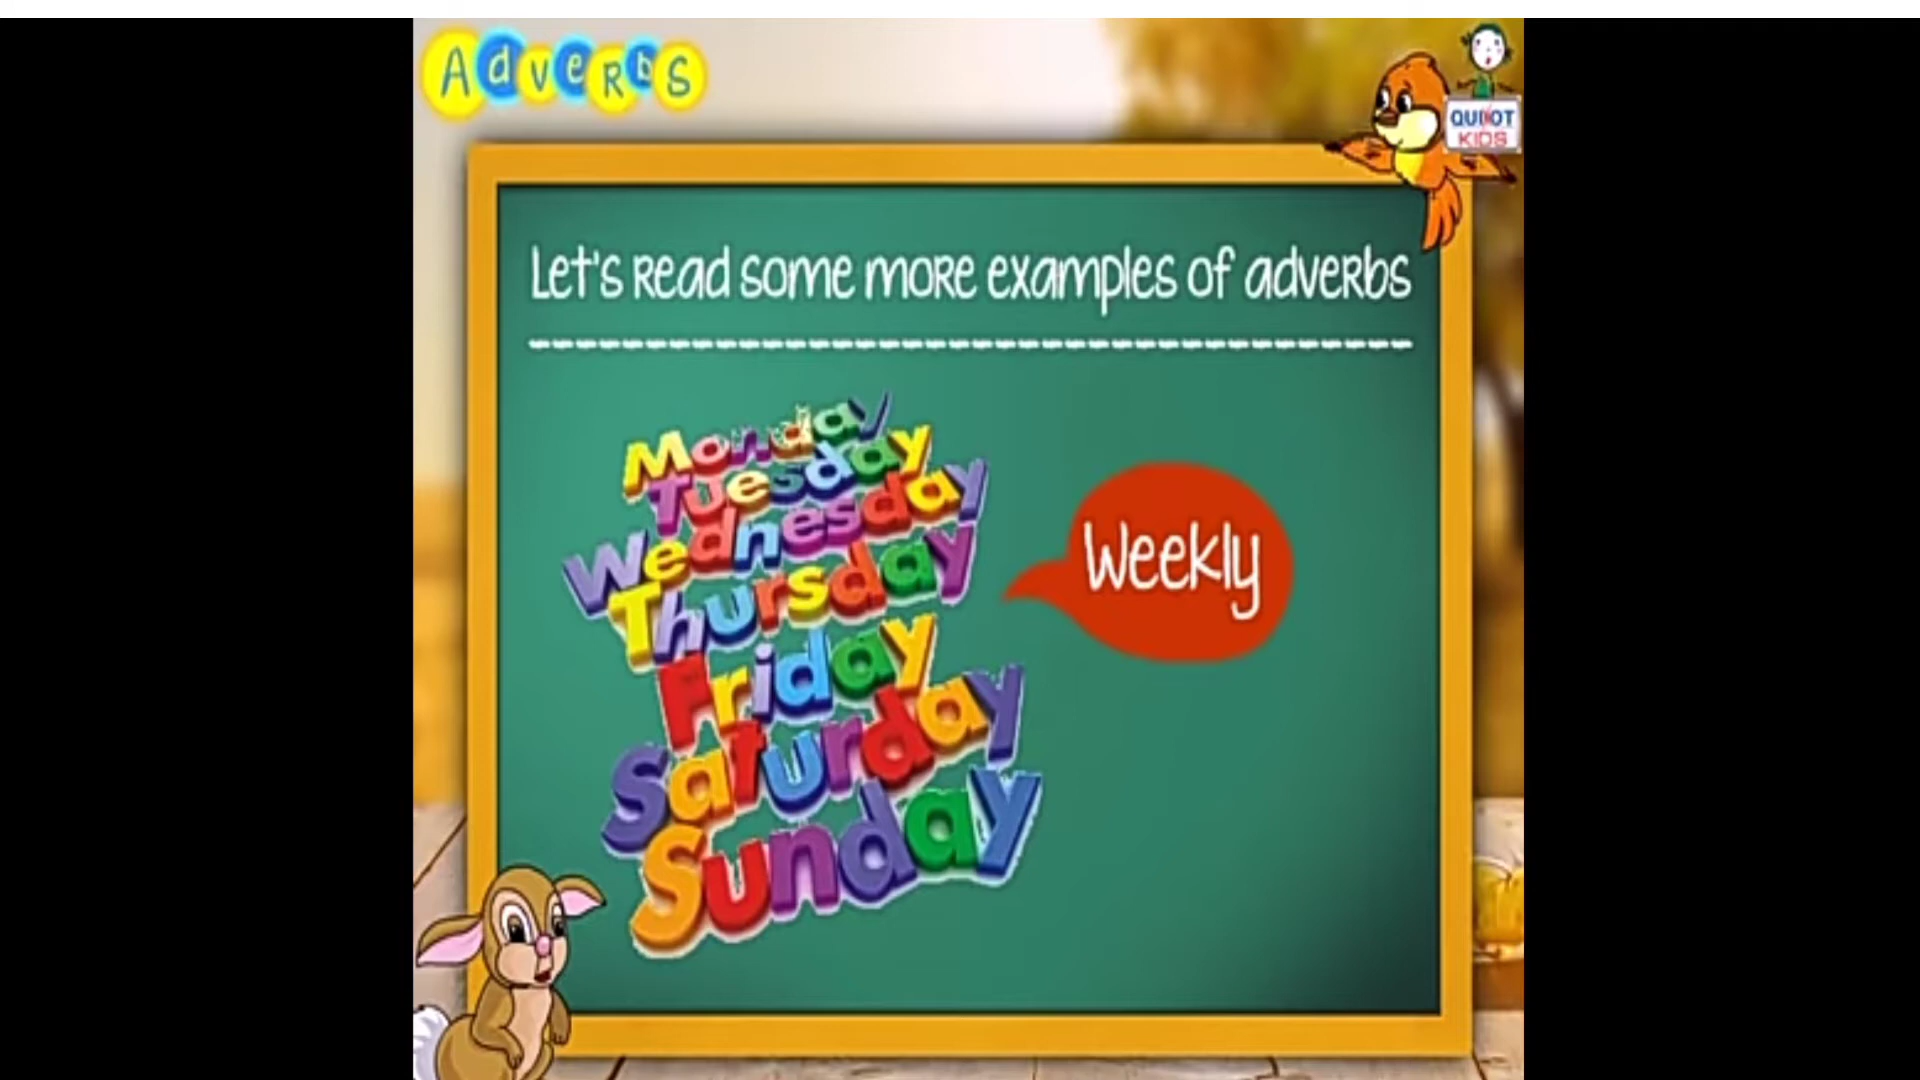 Adverbs
QUIXOT
KIDS
Let's Read some more examples of adverbs
Monday
Tuesday
Wednesday
Thursday
Friday
Saturday
Sunday
Weekly